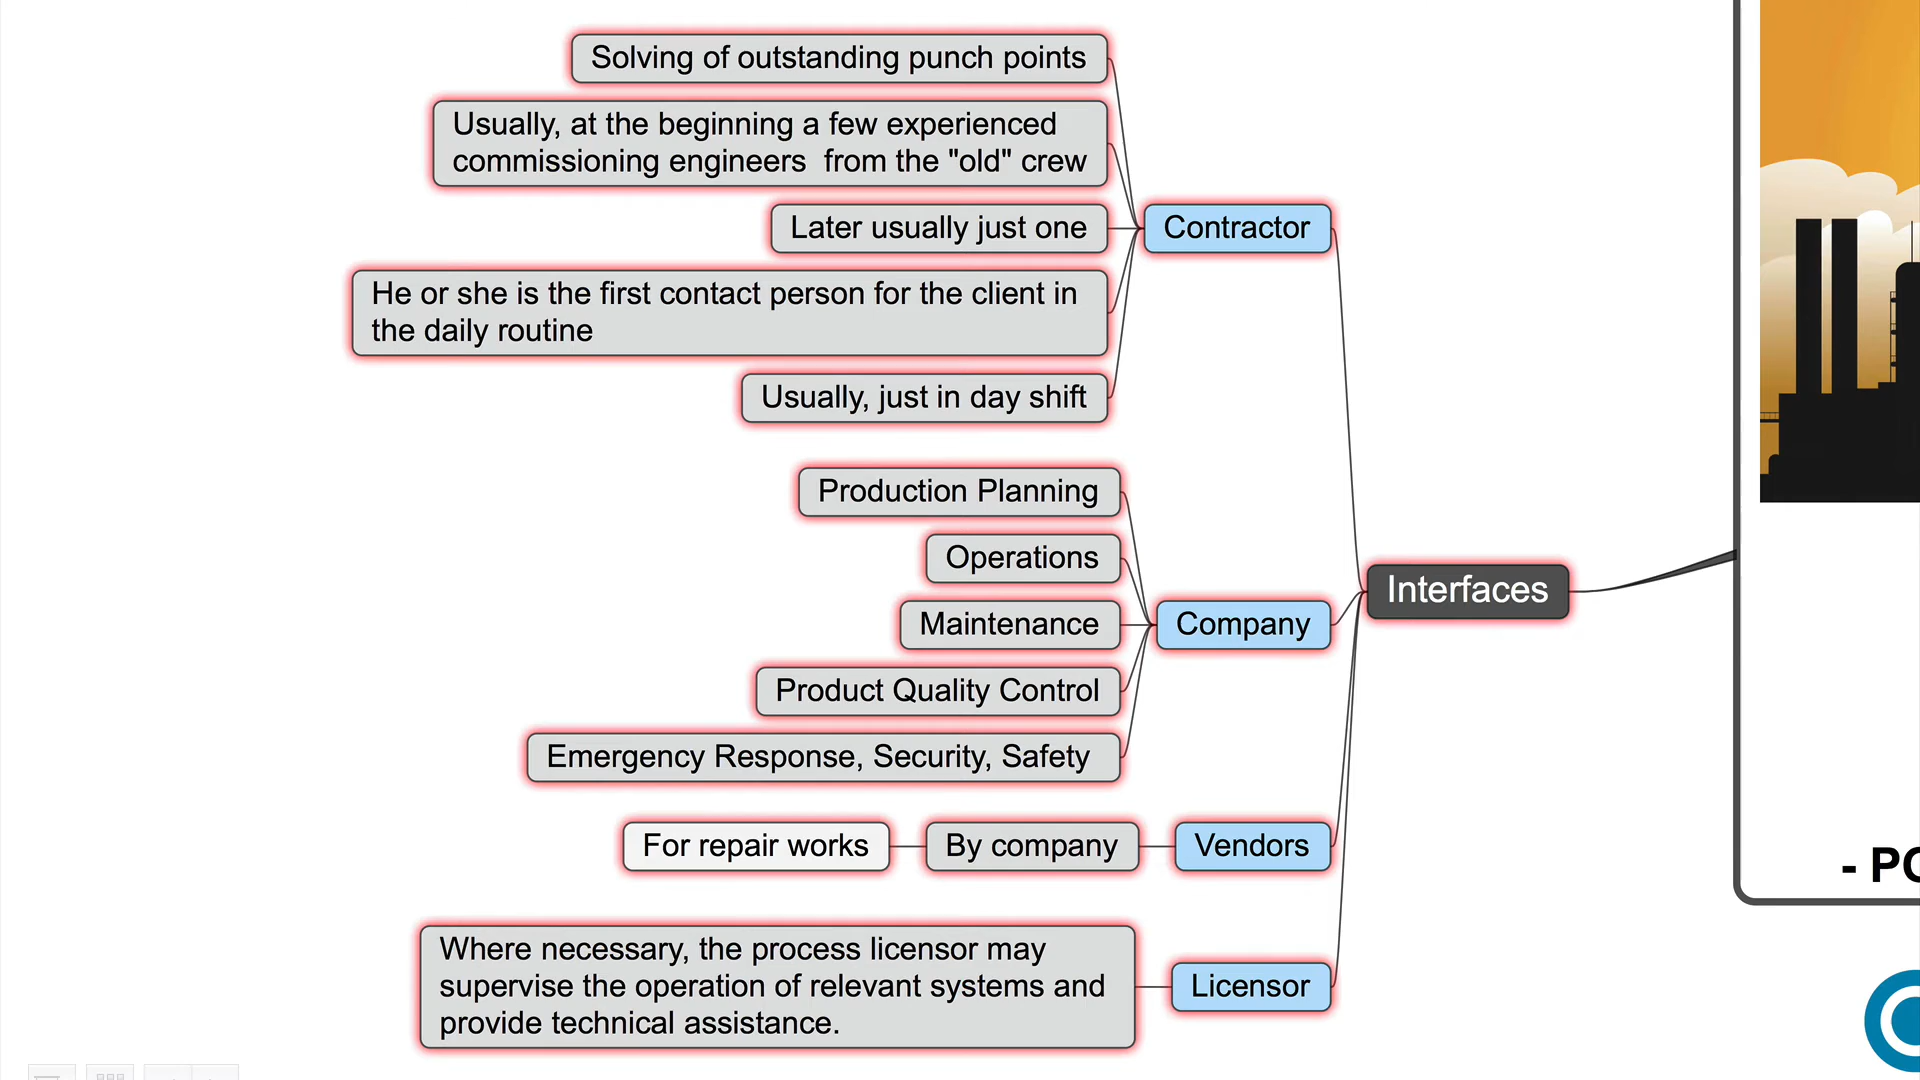 Solving of outstanding punch points
Usually, at the beginning a few experienced
commissioning engineers  from the "old" crew
Later usually just one
He or she is the first contact person for the client in
the daily routine
Usually, just in day shift
Contractor
Production Planning
Operations
Maintenance
Product Quality Control
Emergency Response, Security, Safety
Company
Interfaces
For repair works
By company
Vendors
Where necessary, the process licensor may
supervise the operation of relevant systems and
provide technical assistance.
Licensor